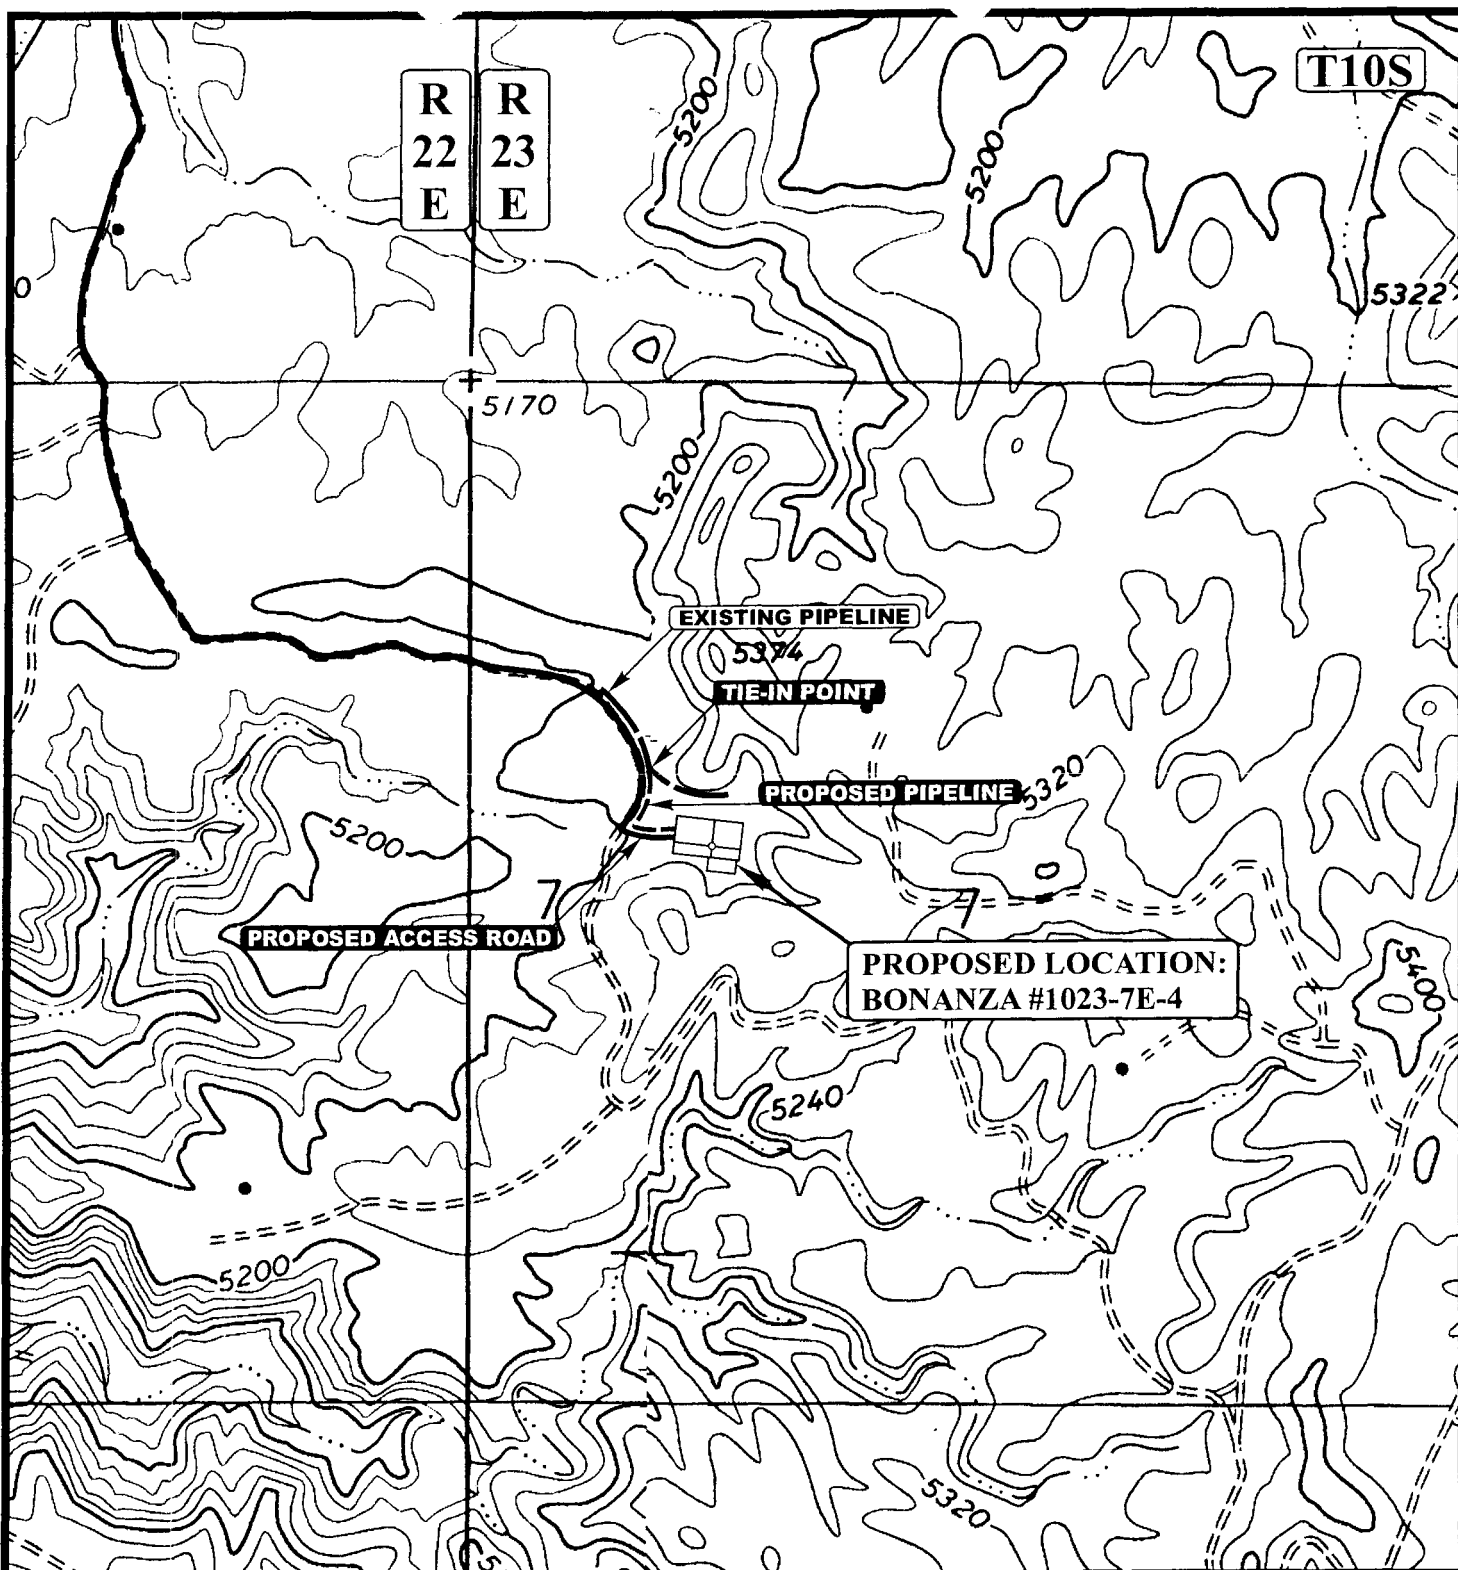 T10S
R
22
E
R
23
E
5200
5200
5322
5170
5200
EXISTING PIPELINE
5374
TIE-IN POINT
PROPOSED PIPELINE
5320
5200
7
7
PROPOSED ACCESS ROAD
PROPOSED LOCATION:
BONANZA #1023-7E-4
5400
5240
5200
5320